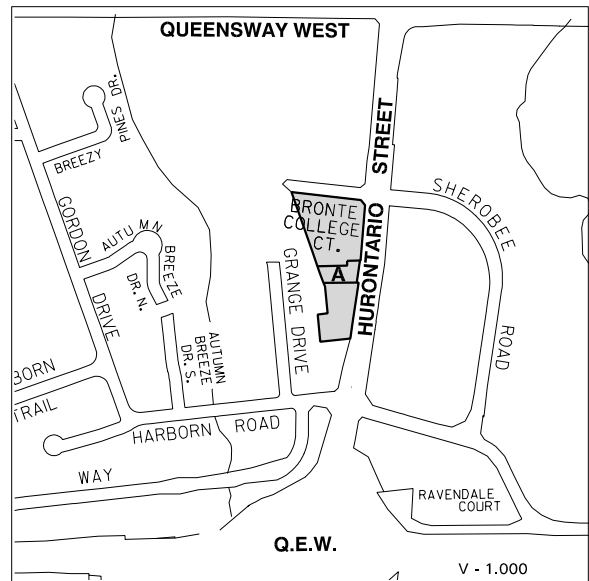 QUEENSWAY WEST
BREEZY
PINES DR.
GORDON
DRIVE
AUTUMN
BREEZE
DR. N.
AUTUMN
BREEZE
DR. S.
GRANGE DRIVE
BRONTE
COLLEGE
CT.
A
HURONTARIO
STREET
SHEROBEE
ROAD
BORN
TRAIL
HARBORN ROAD
WAY
RAVENDALE
COURT
Q.E.W.
V - 1.000